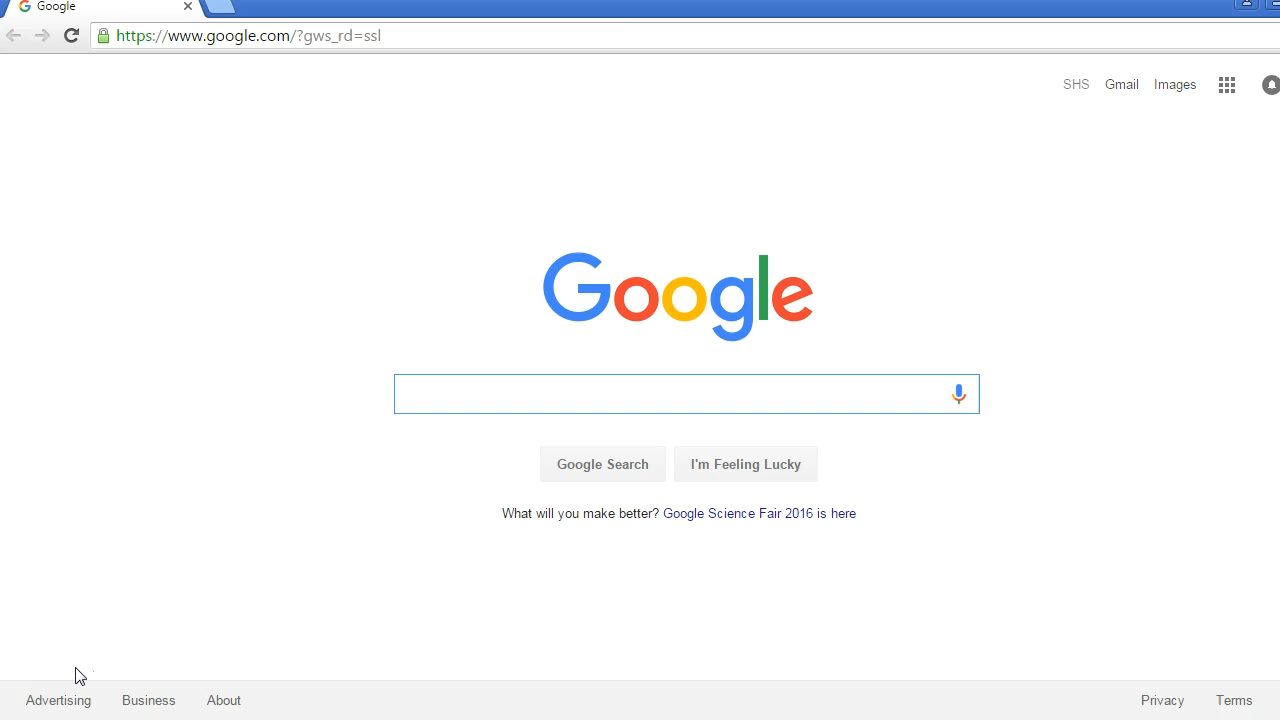 Google
https://www.google.com/?gws_rd=ssl
SHS Gmail Images
Google
Google Search I'm Feeling Lucky
What will you make better? Google Science Fair 2016 is here
Advertising Business About Privacy Terms